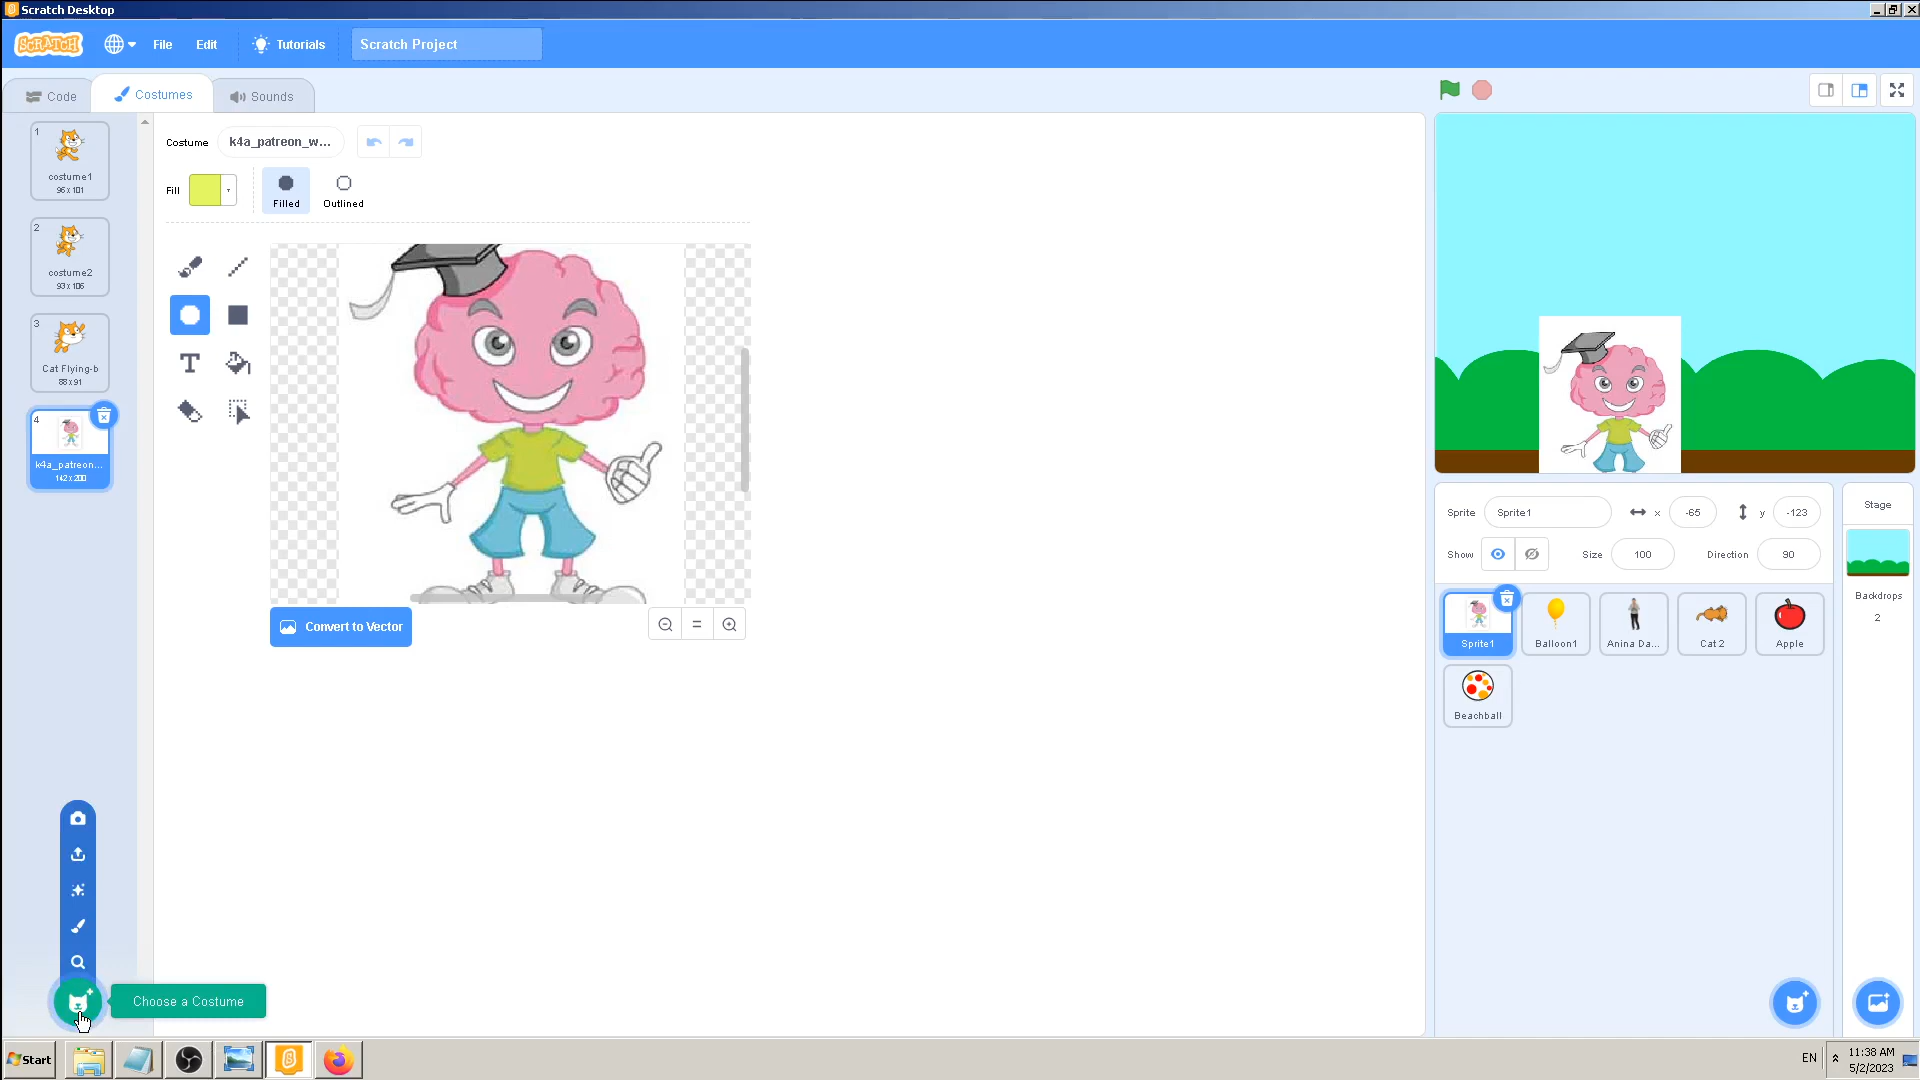 Scratch Desktop
SCRATCH
File
Edit
Tutorials
Scratch Project
Code
Costumes
Sounds
1
costume1
96 x 101
2
costume2
93 x 106
3
Cat Flying-b
88 x 91
4
k4a_patreon...
142 x 200
Costume
k4a_patreon_w...
Fill
Filled
Outlined
T
Convert to Vector
Choose a Costume
Sprite
Sprite1
x
-65
y
-123
Show
Size
100
Direction
90
Sprite1
Balloon1
Anina Da...
Cat 2
Apple
Beachball
Stage
Backdrops
2
Start
EN
11:38 AM
5/2/2023